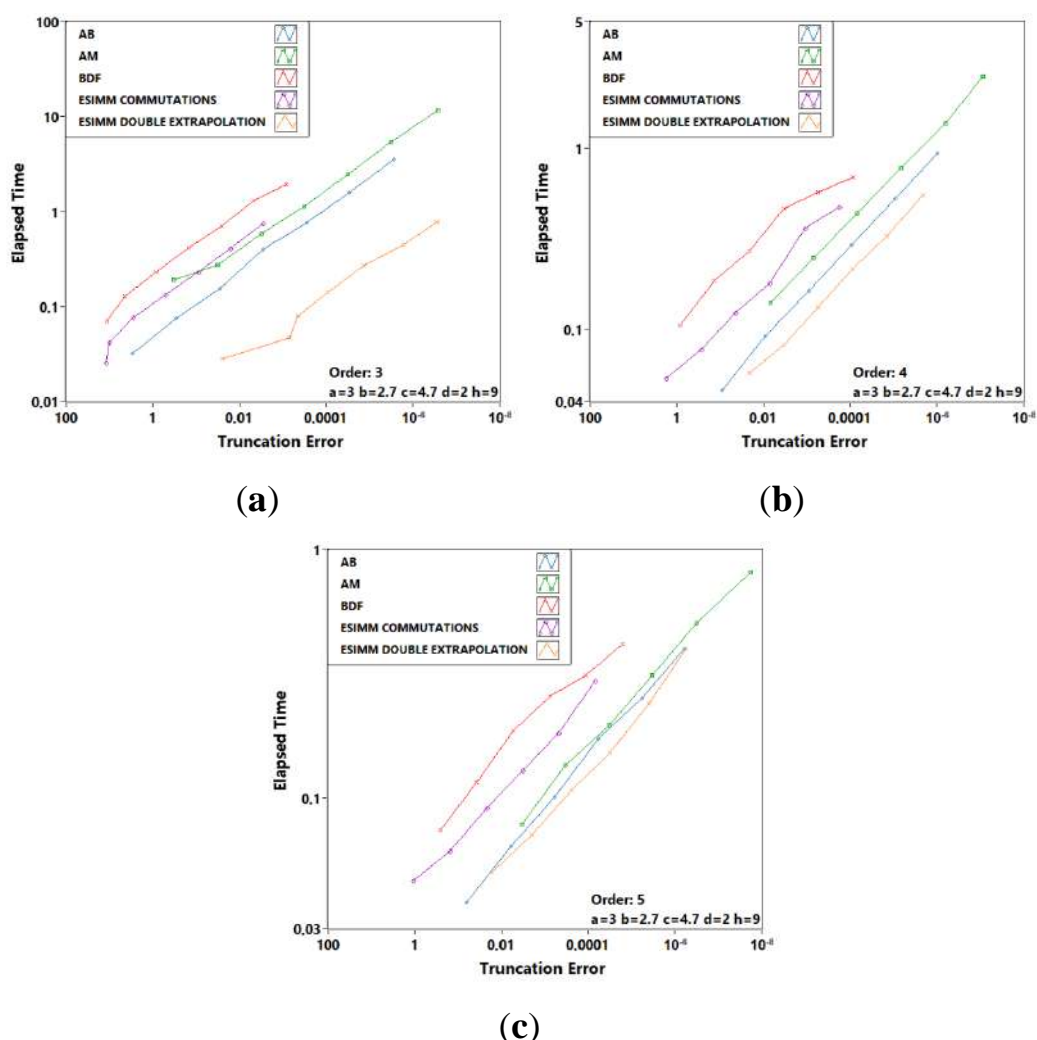 100
10
1
0.1
0.01
Elapsed Time
AB
AM
BDF
ESIMM COMMUTATIONS
ESIMM DOUBLE EXTRAPOLATION
Order: 3
a=3 b=2.7 c=4.7 d=2 h=9
100 1 0.01 0.0001 10⁻⁶ 10⁻⁸
Truncation Error
(a)
5
1
0.1
0.04
Elapsed Time
AB
AM
BDF
ESIMM COMMUTATIONS
ESIMM DOUBLE EXTRAPOLATION
Order: 4
a=3 b=2.7 c=4.7 d=2 h=9
100 1 0.01 0.0001 10⁻⁶ 10⁻⁸
Truncation Error
(b)
1
0.1
0.03
Elapsed Time
AB
AM
BDF
ESIMM COMMUTATIONS
ESIMM DOUBLE EXTRAPOLATION
Order: 5
a=3 b=2.7 c=4.7 d=2 h=9
100 1 0.01 0.0001 10⁻⁶ 10⁻⁸
Truncation Error
(c)